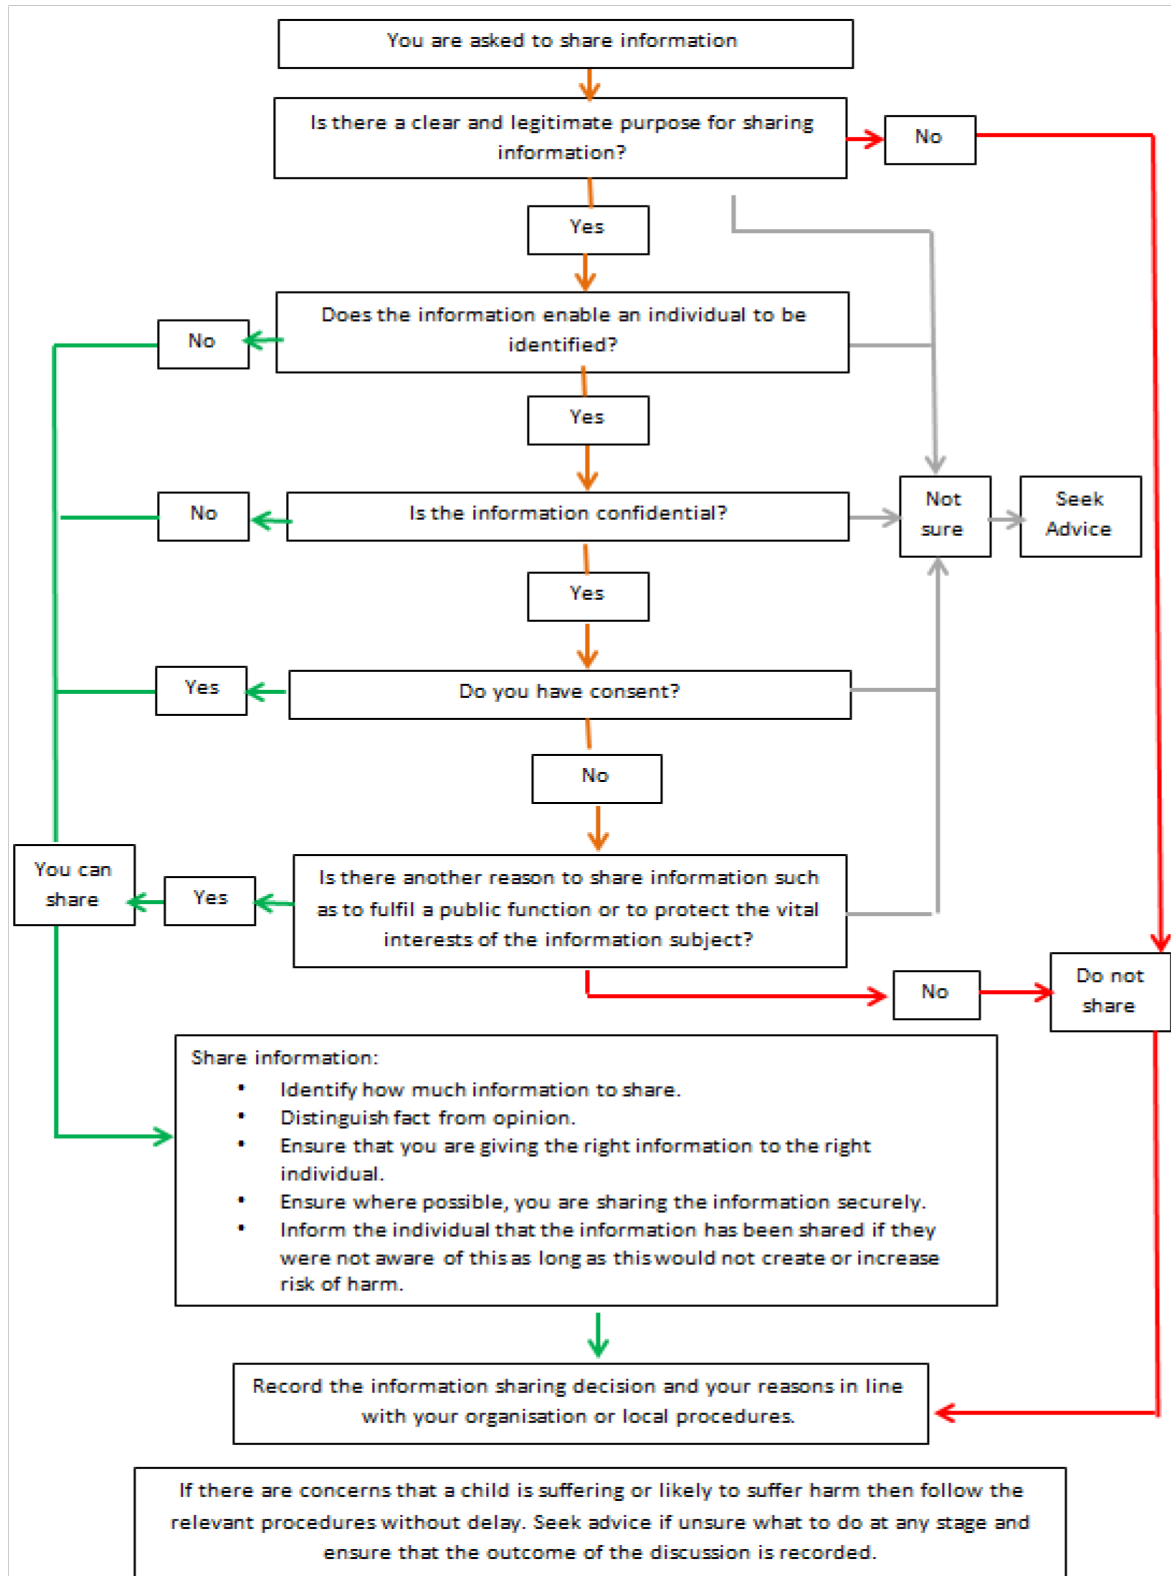 You are asked to share information
Is there a clear and legitimate purpose for sharing
information?
No
Yes
Does the information enable an individual to be
identified?
No
Yes
Is the information confidential?
No
Not
sure
Seek
Advice
Yes
Do you have consent?
Yes
No
Is there another reason to share information such
as to fulfil a public function or to protect the vital
interests of the information subject?
Yes
You can
share
No
Do not
share
Share information:
• Identify how much information to share.
• Distinguish fact from opinion.
• Ensure that you are giving the right information to the right
individual.
• Ensure where possible, you are sharing the information securely.
• Inform the individual that the information has been shared if they
were not aware of this as long as this would not create or increase
risk of harm.
Record the information sharing decision and your reasons in line
with your organisation or local procedures.
If there are concerns that a child is suffering or likely to suffer harm then follow the
relevant procedures without delay. Seek advice if unsure what to do at any stage and
ensure that the outcome of the discussion is recorded.